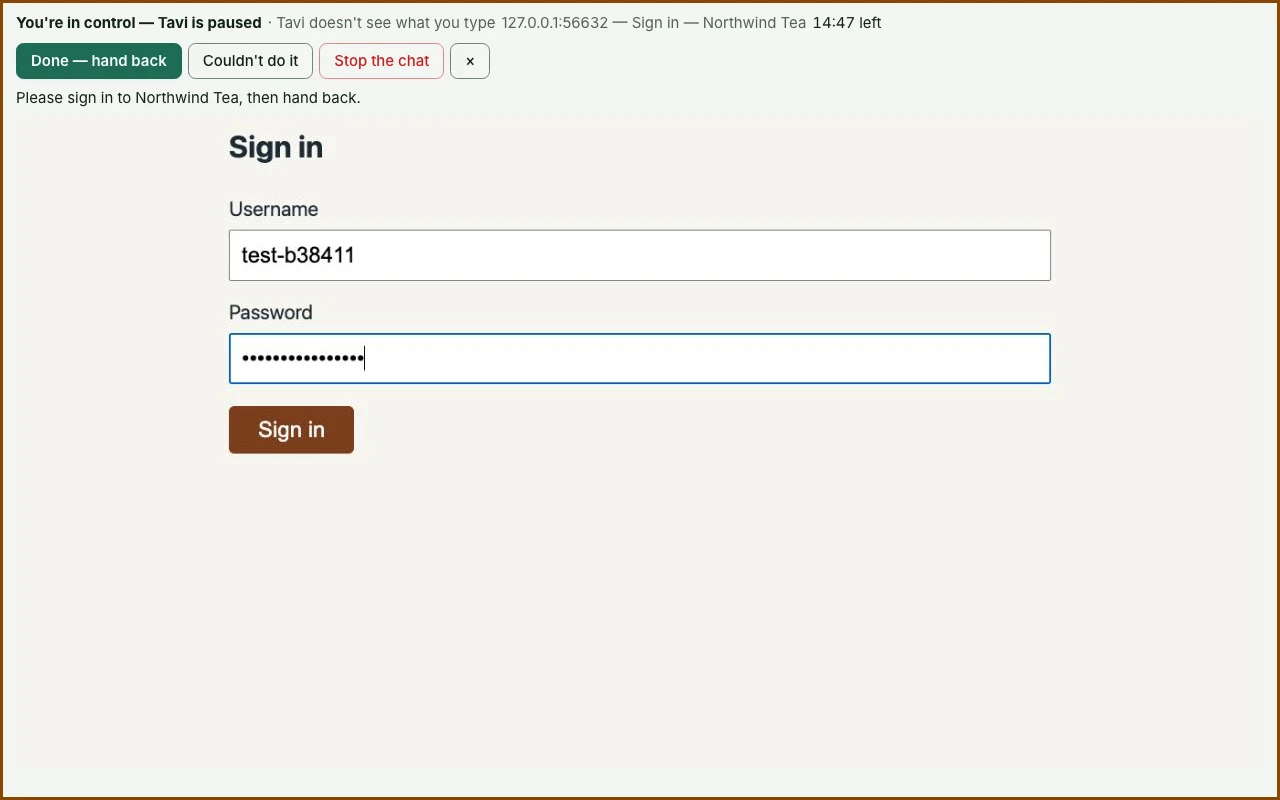 You're in control — Tavi is paused · Tavi doesn't see what you type 127.0.0.1:56632 — Sign in — Northwind Tea 14:47 left
Done — hand back Couldn't do it Stop the chat ×
Please sign in to Northwind Tea, then hand back.
Sign in
Username
test-b38411
Password
••••••••••••••••
Sign in